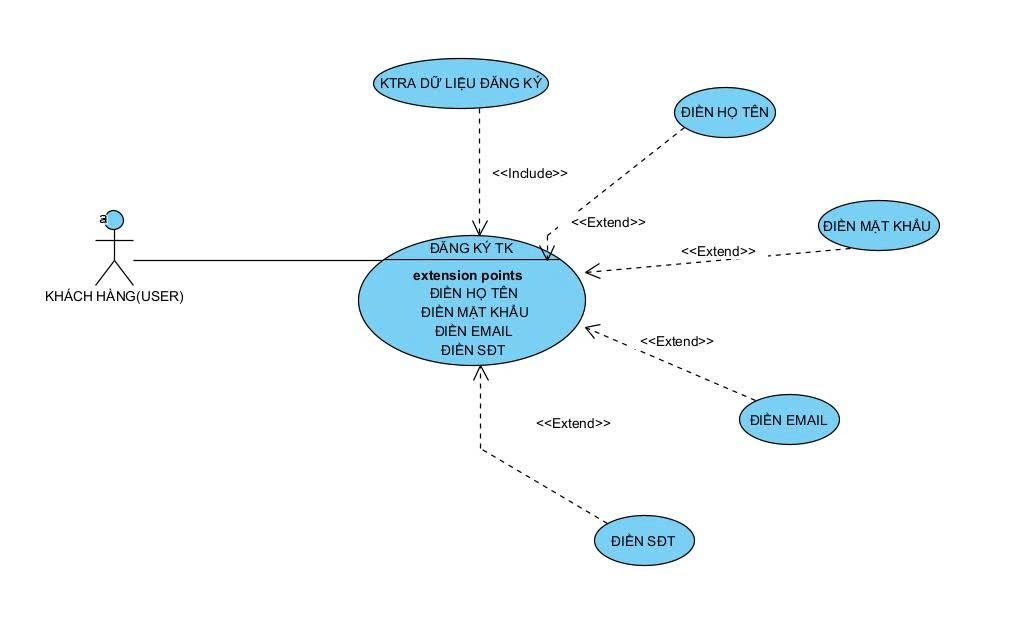 KTRA DỮ LIỆU ĐĂNG KÝ
ĐIỀN HỌ TÊN
<<Include>>
<<Extend>>
ĐIỀN MẬT KHẨU
<<Extend>>
a
KHÁCH HÀNG(USER)
ĐĂNG KÝ TK
extension points
ĐIỀN HỌ TÊN
ĐIỀN MẬT KHẨU
ĐIỀN EMAIL
ĐIỀN SĐT
<<Extend>>
ĐIỀN EMAIL
<<Extend>>
ĐIỀN SĐT